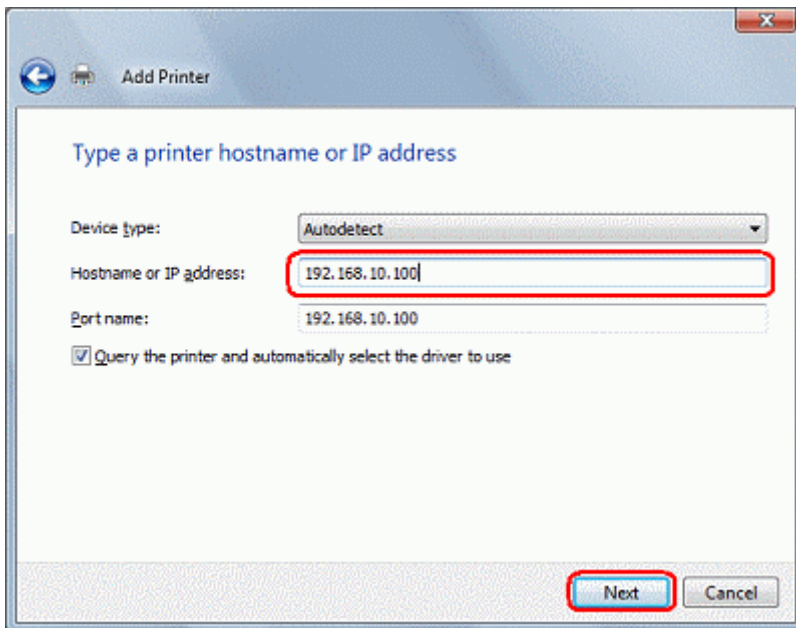 Add Printer
Type a printer hostname or IP address
Device type: Autodetect
Hostname or IP address: 192.168.10.100
Port name: 192.168.10.100
Query the printer and automatically select the driver to use
Next Cancel